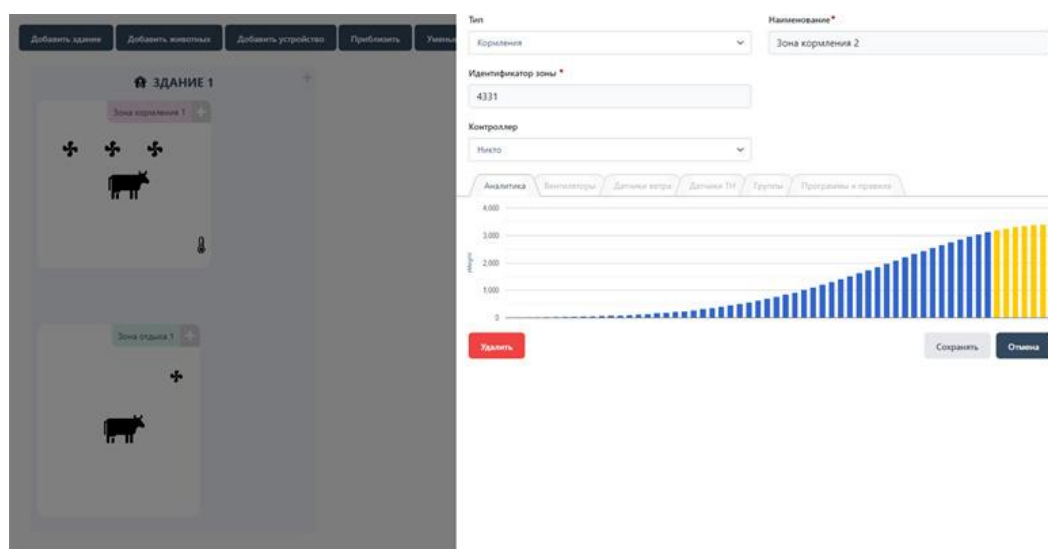 Добавить здание Добавить животных Добавить устройство Приблизить
ЗДАНИЕ 1
Зона кормления 1
Зона отдыха 1
Тип Наименование*
Кормления Зона кормления 2
Идентификатор зоны *
4331
Контроллер
Никто
Аналитика Вентиляторы Датчики ветра Датчики ТН Группы Программы и правила
4,000
3,000
2,000
1,000
0
Удалить Сохранить Отмена